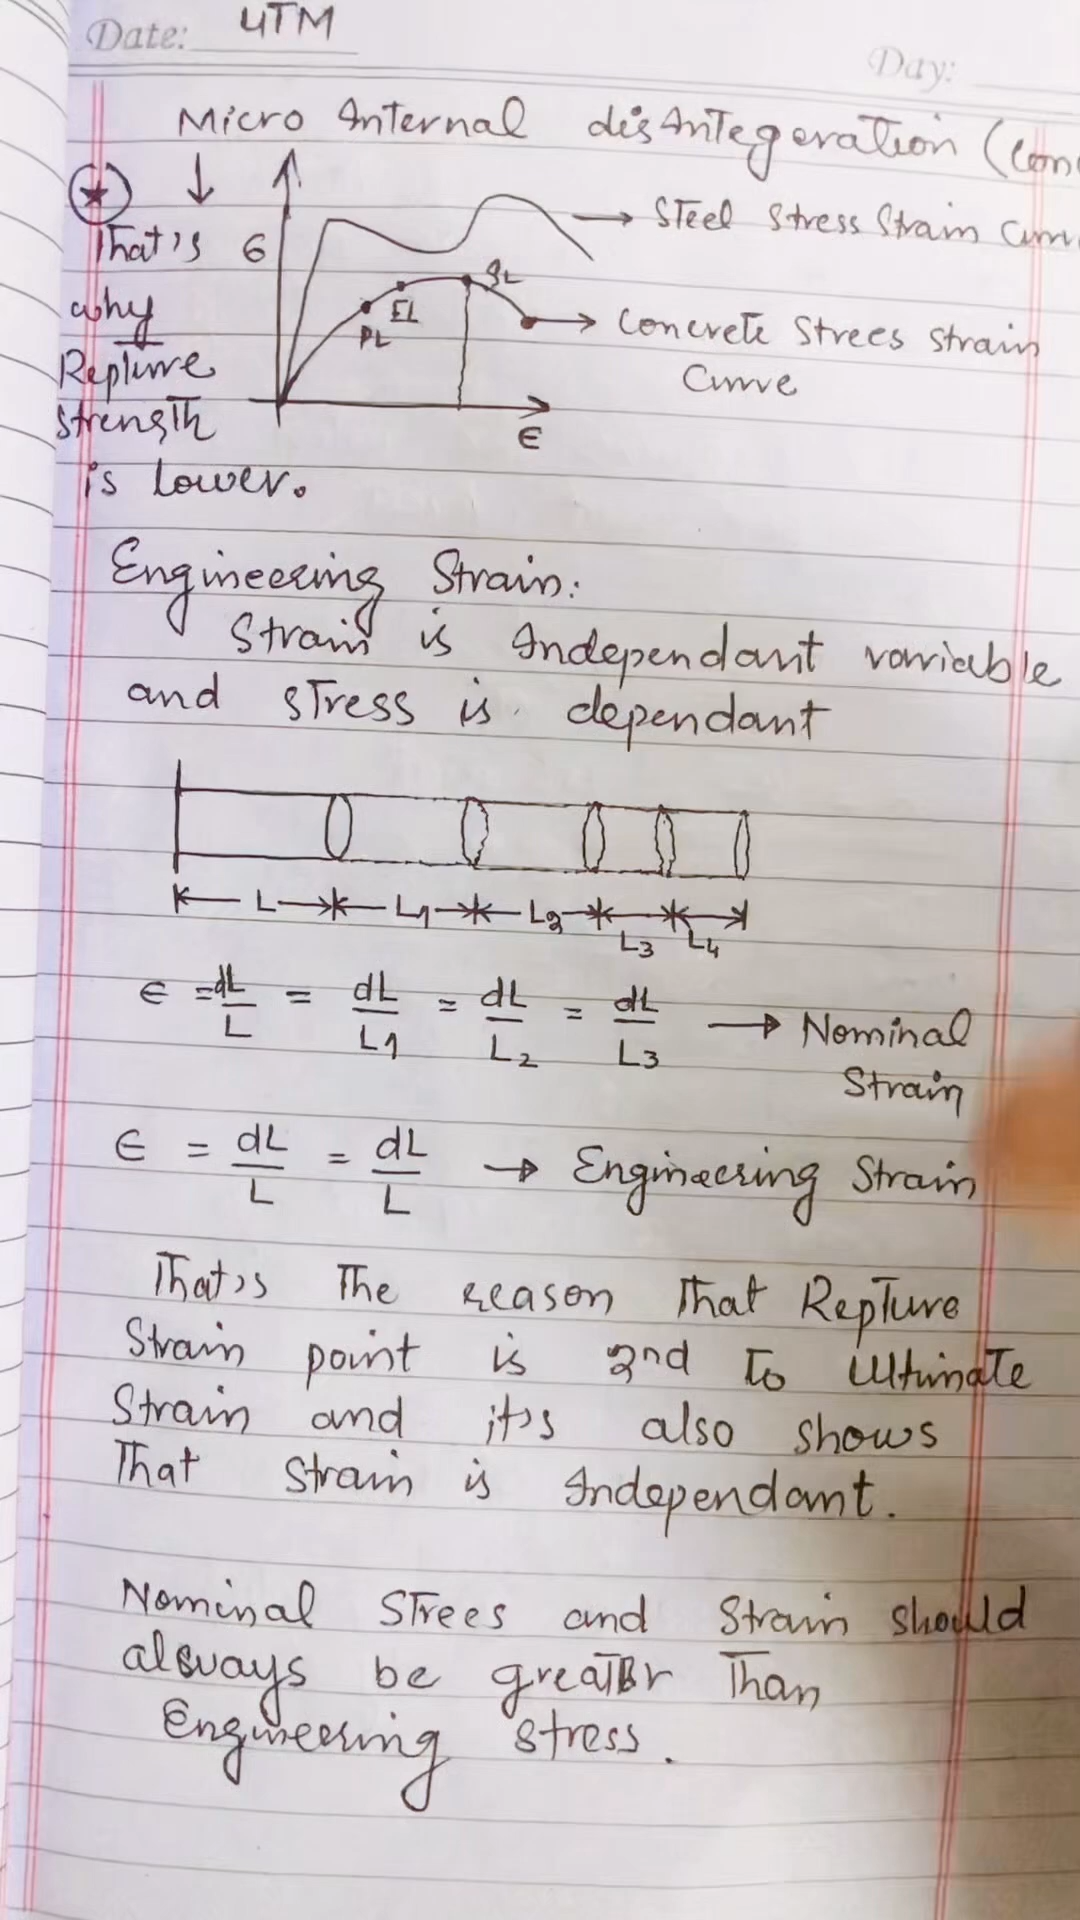 Date: UTM
Day:
Micro Internal disintegeration (Con
That's
why
Repture
strength
is lower.
σ
→ Steel Stress Strain Curv
PL
EL
→ Concrete Strees strain
Curve
ϵ
Engineering Strain:
Strain is Independant variable
and stress is dependant
L L1 L2 L3 L4
ϵ = dL/L = dL/L1 = dL/L2 = dL/L3 → Nominal
Strain
ϵ = dL/L = dL/L → Engineering Strain
That's The reason That Repture
Strain point is 2nd to Ultimate
Strain and it's also shows
That strain is Independant.
Nominal Strees and Strain should
always be greater Than
Engineering stress.